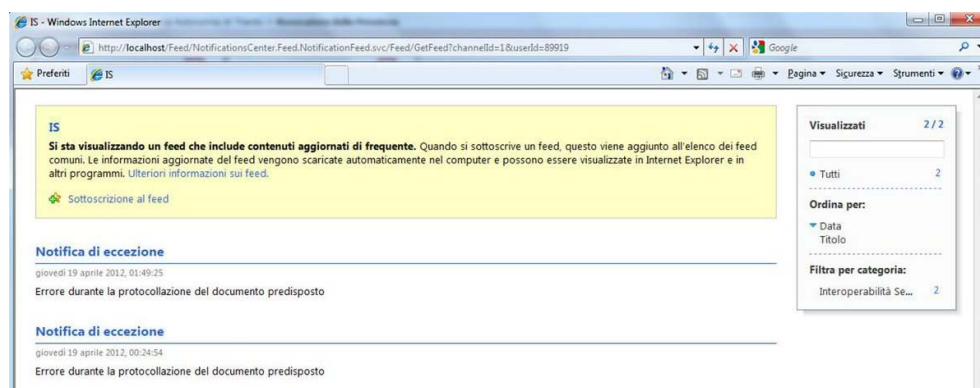 IS - Windows Internet Explorer
http://localhost/Feed/NotificationsCenter.Feed.NotificationFeed.svc/Feed/GetFeed?channelId=1&userId=89919
Google
Preferiti
IS
Pagina
Sicurezza
Strumenti
IS
Si sta visualizzando un feed che include contenuti aggiornati di frequente. Quando si sottoscrive un feed, questo viene aggiunto all'elenco dei feed
comuni. Le informazioni aggiornate del feed vengono scaricate automaticamente nel computer e possono essere visualizzate in Internet Explorer e in
altri programmi. Ulteriori informazioni sui feed.
Sottoscrizione al feed
Notifica di eccezione
giovedì 19 aprile 2012, 01:49:25
Errore durante la protocollazione del documento predisposto
Notifica di eccezione
giovedì 19 aprile 2012, 00:24:54
Errore durante la protocollazione del documento predisposto
Visualizzati 2 / 2
Tutti 2
Ordina per:
Data
Titolo
Filtra per categoria:
Interoperabilità Se... 2